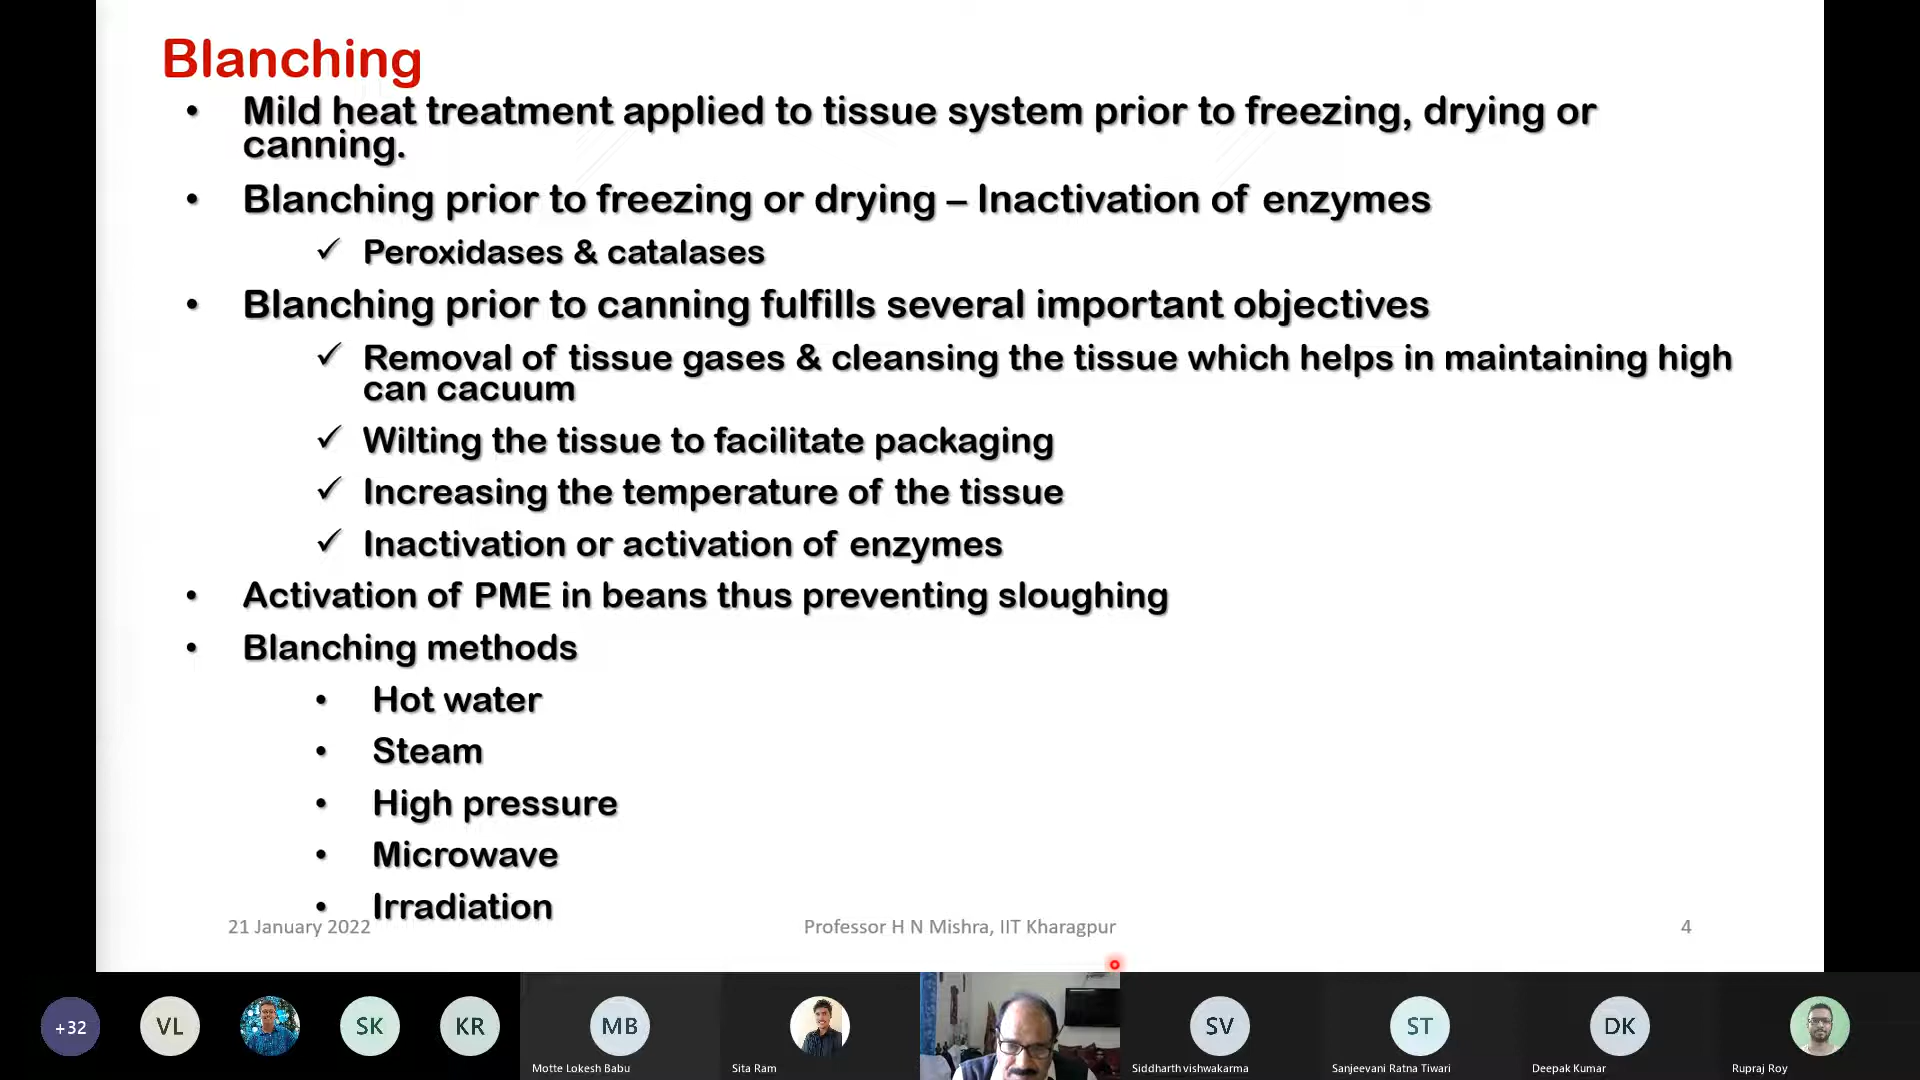 Blanching
• Mild heat treatment applied to tissue system prior to freezing, drying or
canning.
• Blanching prior to freezing or drying – Inactivation of enzymes
✓ Peroxidases & catalases
• Blanching prior to canning fulfills several important objectives
✓ Removal of tissue gases & cleansing the tissue which helps in maintaining high
can cacuum
✓ Wilting the tissue to facilitate packaging
✓ Increasing the temperature of the tissue
✓ Inactivation or activation of enzymes
• Activation of PME in beans thus preventing sloughing
• Blanching methods
• Hot water
• Steam
• High pressure
• Microwave
• Irradiation
21 January 2022 Professor H N Mishra, IIT Kharagpur 4
+32 VL SK KR MB SV ST DK
Motte Lokesh Babu Sita Ram Siddharth vishwakarma Sanjeevani Ratna Tiwari Deepak Kumar Rupraj Roy